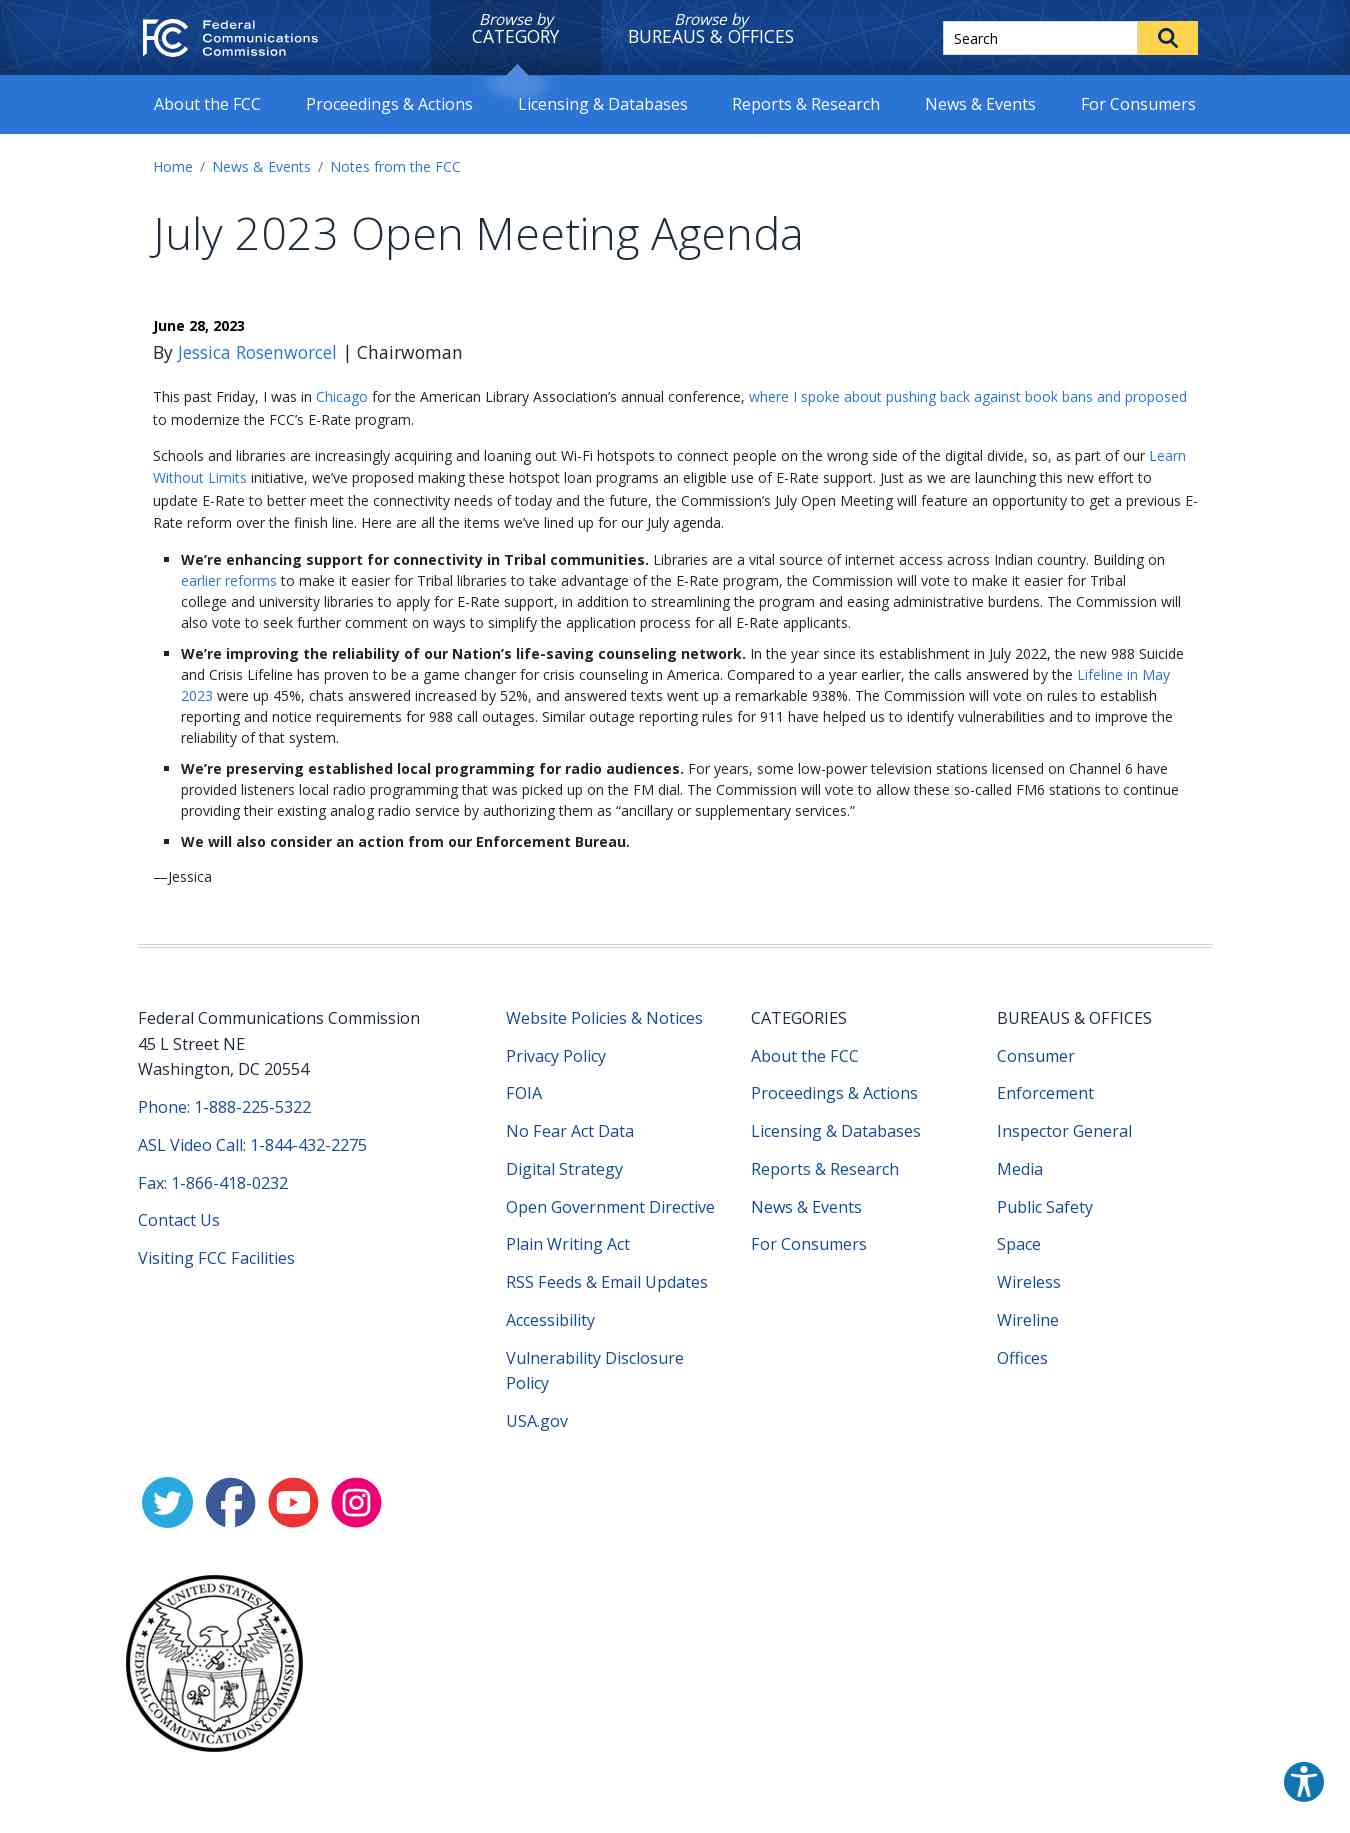 Federal
Communications
Commission
Browse by
CATEGORY
Browse by
BUREAUS & OFFICES
Search
About the FCC
Proceedings & Actions
Licensing & Databases
Reports & Research
News & Events
For Consumers
Home / News & Events / Notes from the FCC
July 2023 Open Meeting Agenda
June 28, 2023
By Jessica Rosenworcel | Chairwoman
This past Friday, I was in Chicago for the American Library Association’s annual conference, where I spoke about pushing back against book bans and proposed
to modernize the FCC’s E-Rate program.
Schools and libraries are increasingly acquiring and loaning out Wi-Fi hotspots to connect people on the wrong side of the digital divide, so, as part of our Learn
Without Limits initiative, we’ve proposed making these hotspot loan programs an eligible use of E-Rate support. Just as we are launching this new effort to
update E-Rate to better meet the connectivity needs of today and the future, the Commission’s July Open Meeting will feature an opportunity to get a previous E-
Rate reform over the finish line. Here are all the items we’ve lined up for our July agenda.
We’re enhancing support for connectivity in Tribal communities. Libraries are a vital source of internet access across Indian country. Building on
earlier reforms to make it easier for Tribal libraries to take advantage of the E-Rate program, the Commission will vote to make it easier for Tribal
college and university libraries to apply for E-Rate support, in addition to streamlining the program and easing administrative burdens. The Commission will
also vote to seek further comment on ways to simplify the application process for all E-Rate applicants.
We’re improving the reliability of our Nation’s life-saving counseling network. In the year since its establishment in July 2022, the new 988 Suicide
and Crisis Lifeline has proven to be a game changer for crisis counseling in America. Compared to a year earlier, the calls answered by the Lifeline in May
2023 were up 45%, chats answered increased by 52%, and answered texts went up a remarkable 938%. The Commission will vote on rules to establish
reporting and notice requirements for 988 call outages. Similar outage reporting rules for 911 have helped us to identify vulnerabilities and to improve the
reliability of that system.
We’re preserving established local programming for radio audiences. For years, some low-power television stations licensed on Channel 6 have
provided listeners local radio programming that was picked up on the FM dial. The Commission will vote to allow these so-called FM6 stations to continue
providing their existing analog radio service by authorizing them as “ancillary or supplementary services.”
We will also consider an action from our Enforcement Bureau.
—Jessica
Federal Communications Commission
45 L Street NE
Washington, DC 20554
Phone: 1-888-225-5322
ASL Video Call: 1-844-432-2275
Fax: 1-866-418-0232
Contact Us
Visiting FCC Facilities
Website Policies & Notices
Privacy Policy
FOIA
No Fear Act Data
Digital Strategy
Open Government Directive
Plain Writing Act
RSS Feeds & Email Updates
Accessibility
Vulnerability Disclosure
Policy
USA.gov
CATEGORIES
About the FCC
Proceedings & Actions
Licensing & Databases
Reports & Research
News & Events
For Consumers
BUREAUS & OFFICES
Consumer
Enforcement
Inspector General
Media
Public Safety
Space
Wireless
Wireline
Offices
UNITED STATES
FEDERAL COMMUNICATIONS COMMISSION